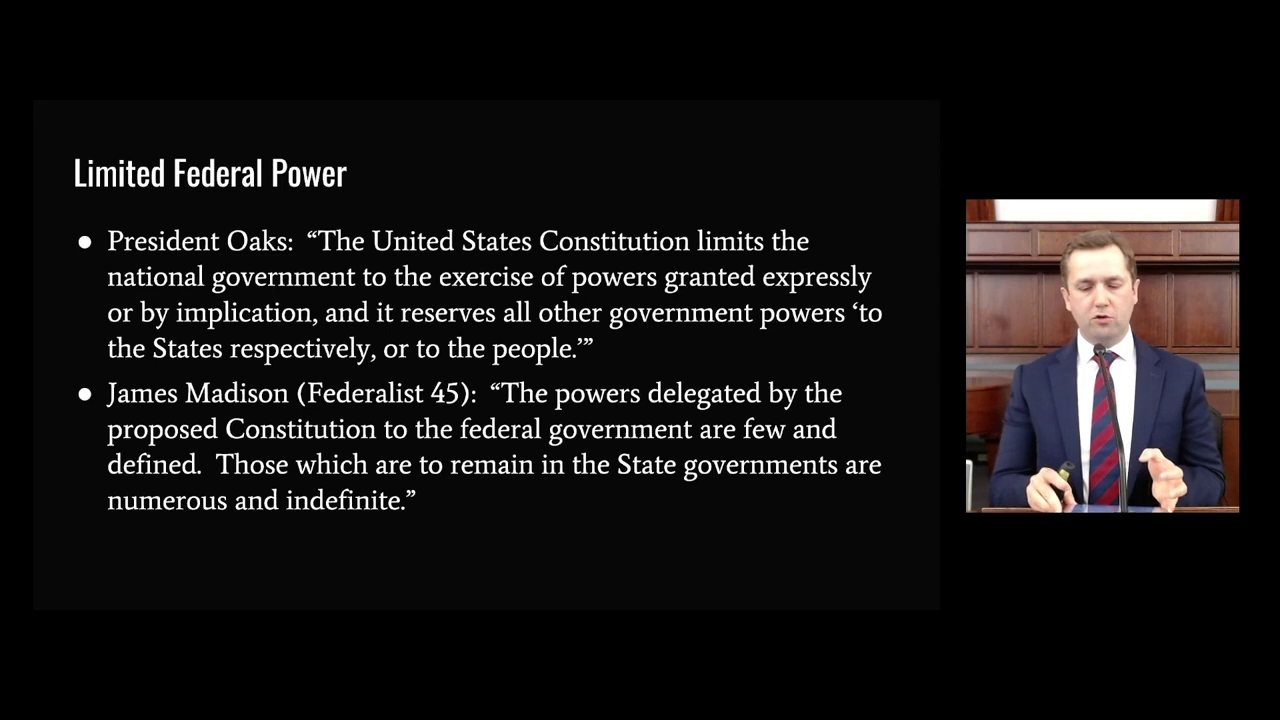 Limited Federal Power
● President Oaks:  “The United States Constitution limits the
national government to the exercise of powers granted expressly
or by implication, and it reserves all other government powers ‘to
the States respectively, or to the people.’”
● James Madison (Federalist 45):  “The powers delegated by the
proposed Constitution to the federal government are few and
defined.  Those which are to remain in the State governments are
numerous and indefinite.”